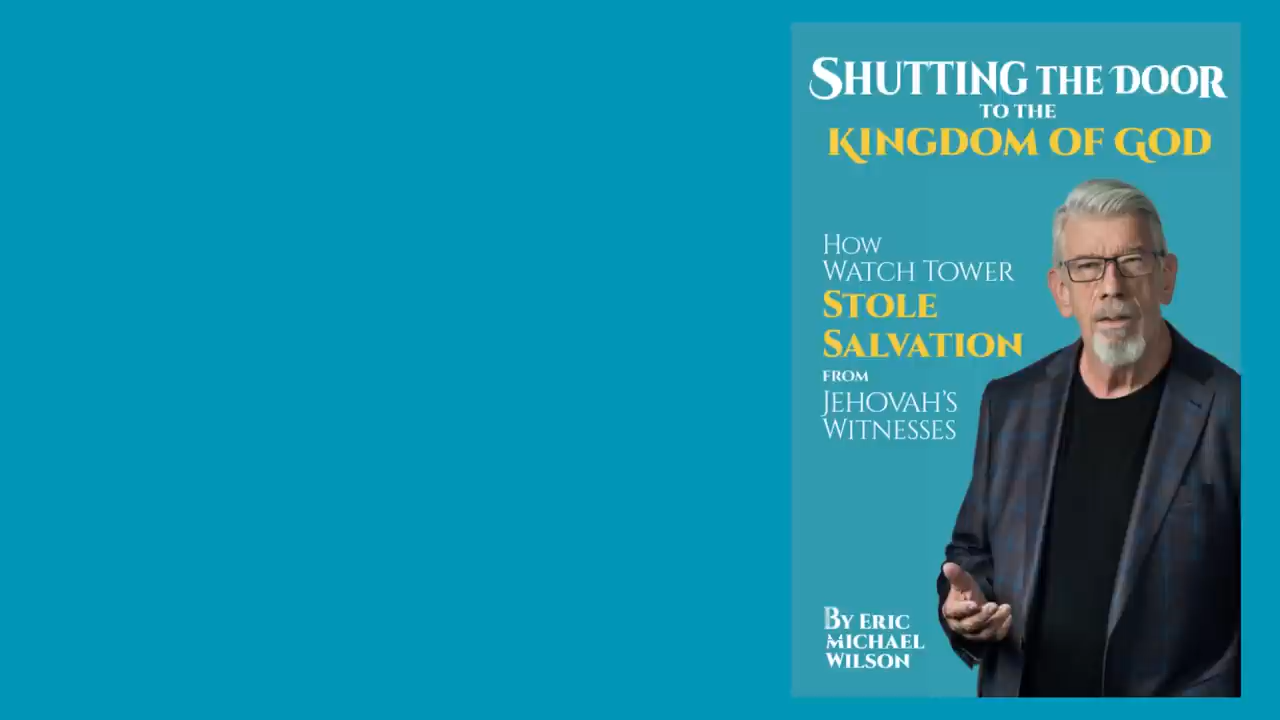 SHUTTING THE DOOR
TO THE
KINGDOM OF GOD
HOW
WATCH TOWER
STOLE
SALVATION
FROM
JEHOVAH'S
WITNESSES
BY ERIC
MICHAEL
WILSON